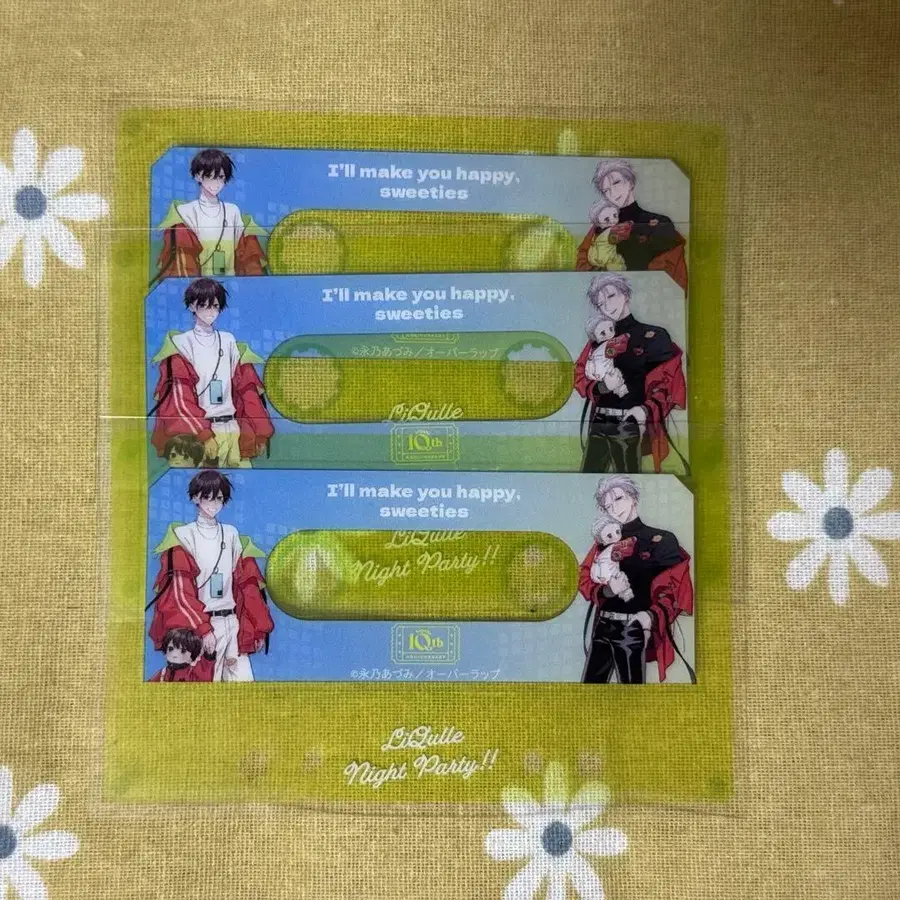 I'll make you happy,
sweeties
I'll make you happy,
sweeties
©永乃あづみ/オーバーラップ
LiQulle
10th
ANNIVERSARY
I'll make you happy,
sweeties
LiQulle
Night Party!!
10th
ANNIVERSARY
©永乃あづみ/オーバーラップ
LiQulle
Night Party!!